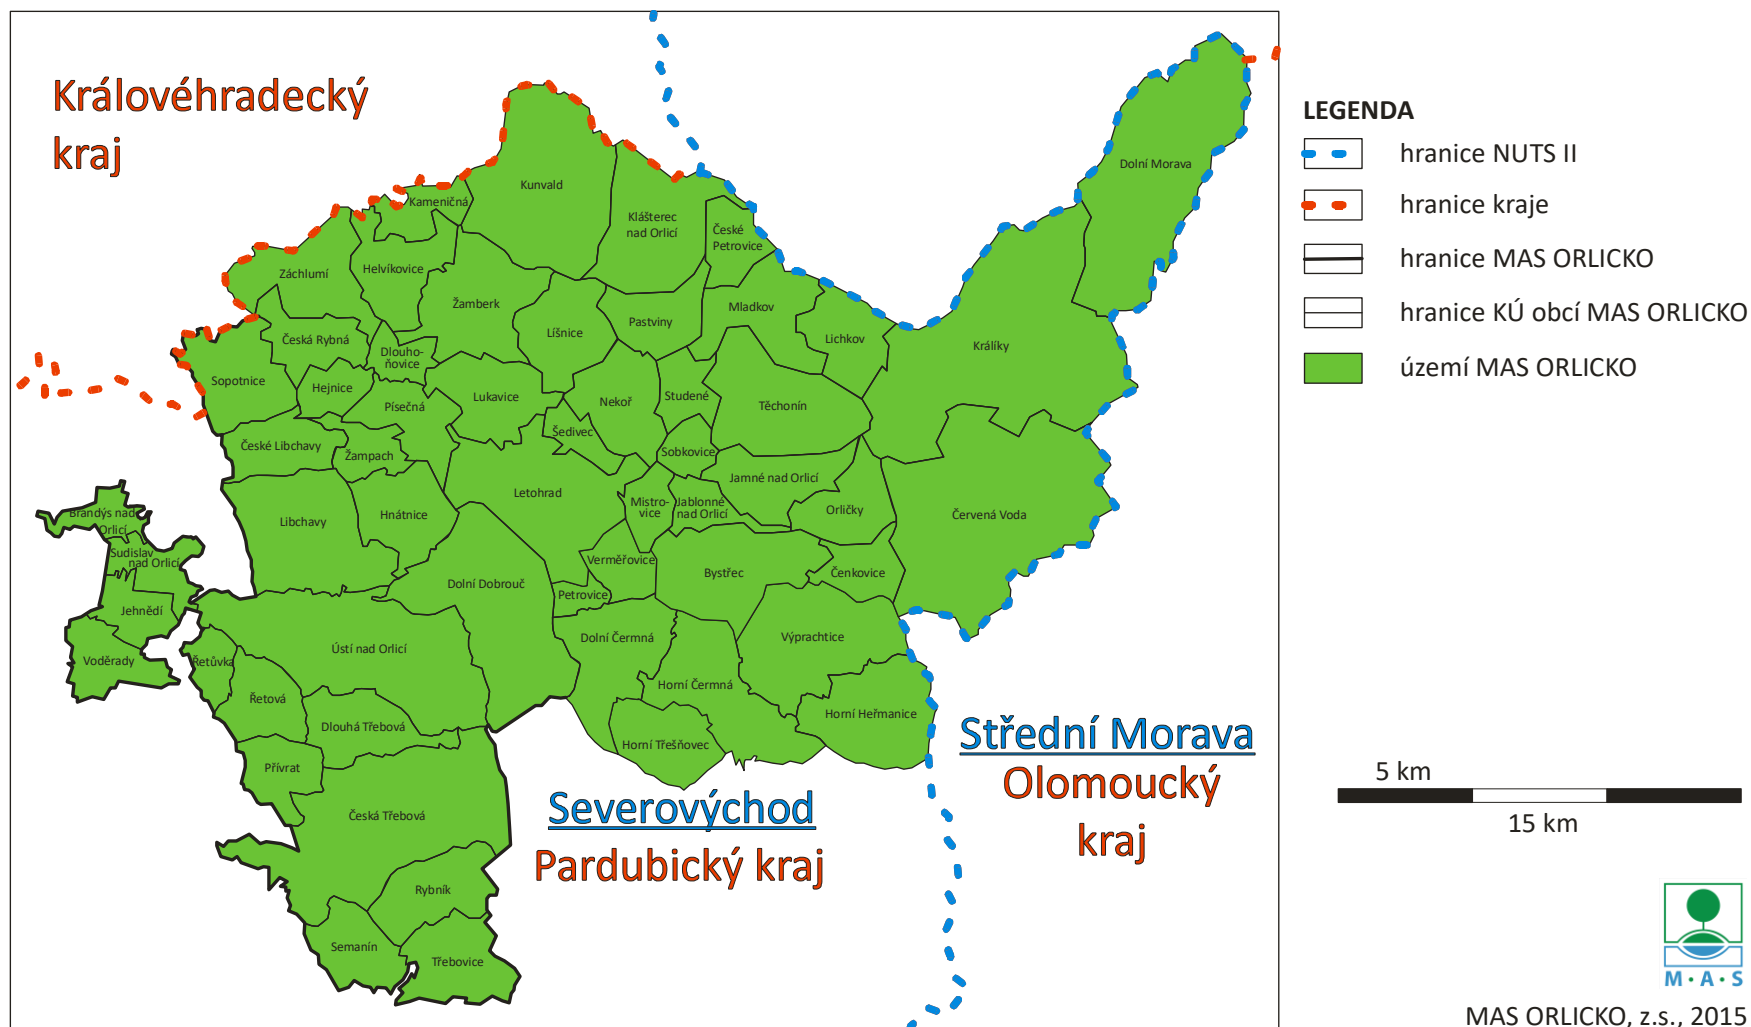 Královéhradecký
kraj
Dolní Morava
Kunvald
Kameničná
Klášterec
nad Orlicí
České
Petrovice
Záchlumí
Helvíkovice
Žamberk
Líšnice
Pastviny
Mladkov
Lichkov
Králíky
Česká Rybná
Dlouho-
ňovice
Sopotnice
Hejnice
Písečná
Lukavice
Nekoř
Studené
Těchonín
Šedivec
České Libchavy
Žampach
Sobkovice
Jamné nad Orlicí
Letohrad
Mistro-
vice
Jablonné
nad Orlicí
Orličky
Červená Voda
Libchavy
Hnátnice
Brandýs nad
Orlicí
Sudislav
nad Orlicí
Jehnědí
Voděrady
Dolní Dobrouč
Verměřovice
Petrovice
Bystřec
Čenkovice
Dolní Čermná
Výprachtice
Ústí nad Orlicí
Řetůvka
Řetová
Horní Čermná
Horní Heřmanice
Dlouhá Třebová
Horní Třešňovec
Přívrat
Česká Třebová
Rybník
Semanín
Třebovice
Severovýchod
Pardubický kraj
Střední Morava
Olomoucký
kraj
LEGENDA
hranice NUTS II
hranice kraje
hranice MAS ORLICKO
hranice KÚ obcí MAS ORLICKO
území MAS ORLICKO
5 km
15 km
M · A · S
MAS ORLICKO, z.s., 2015